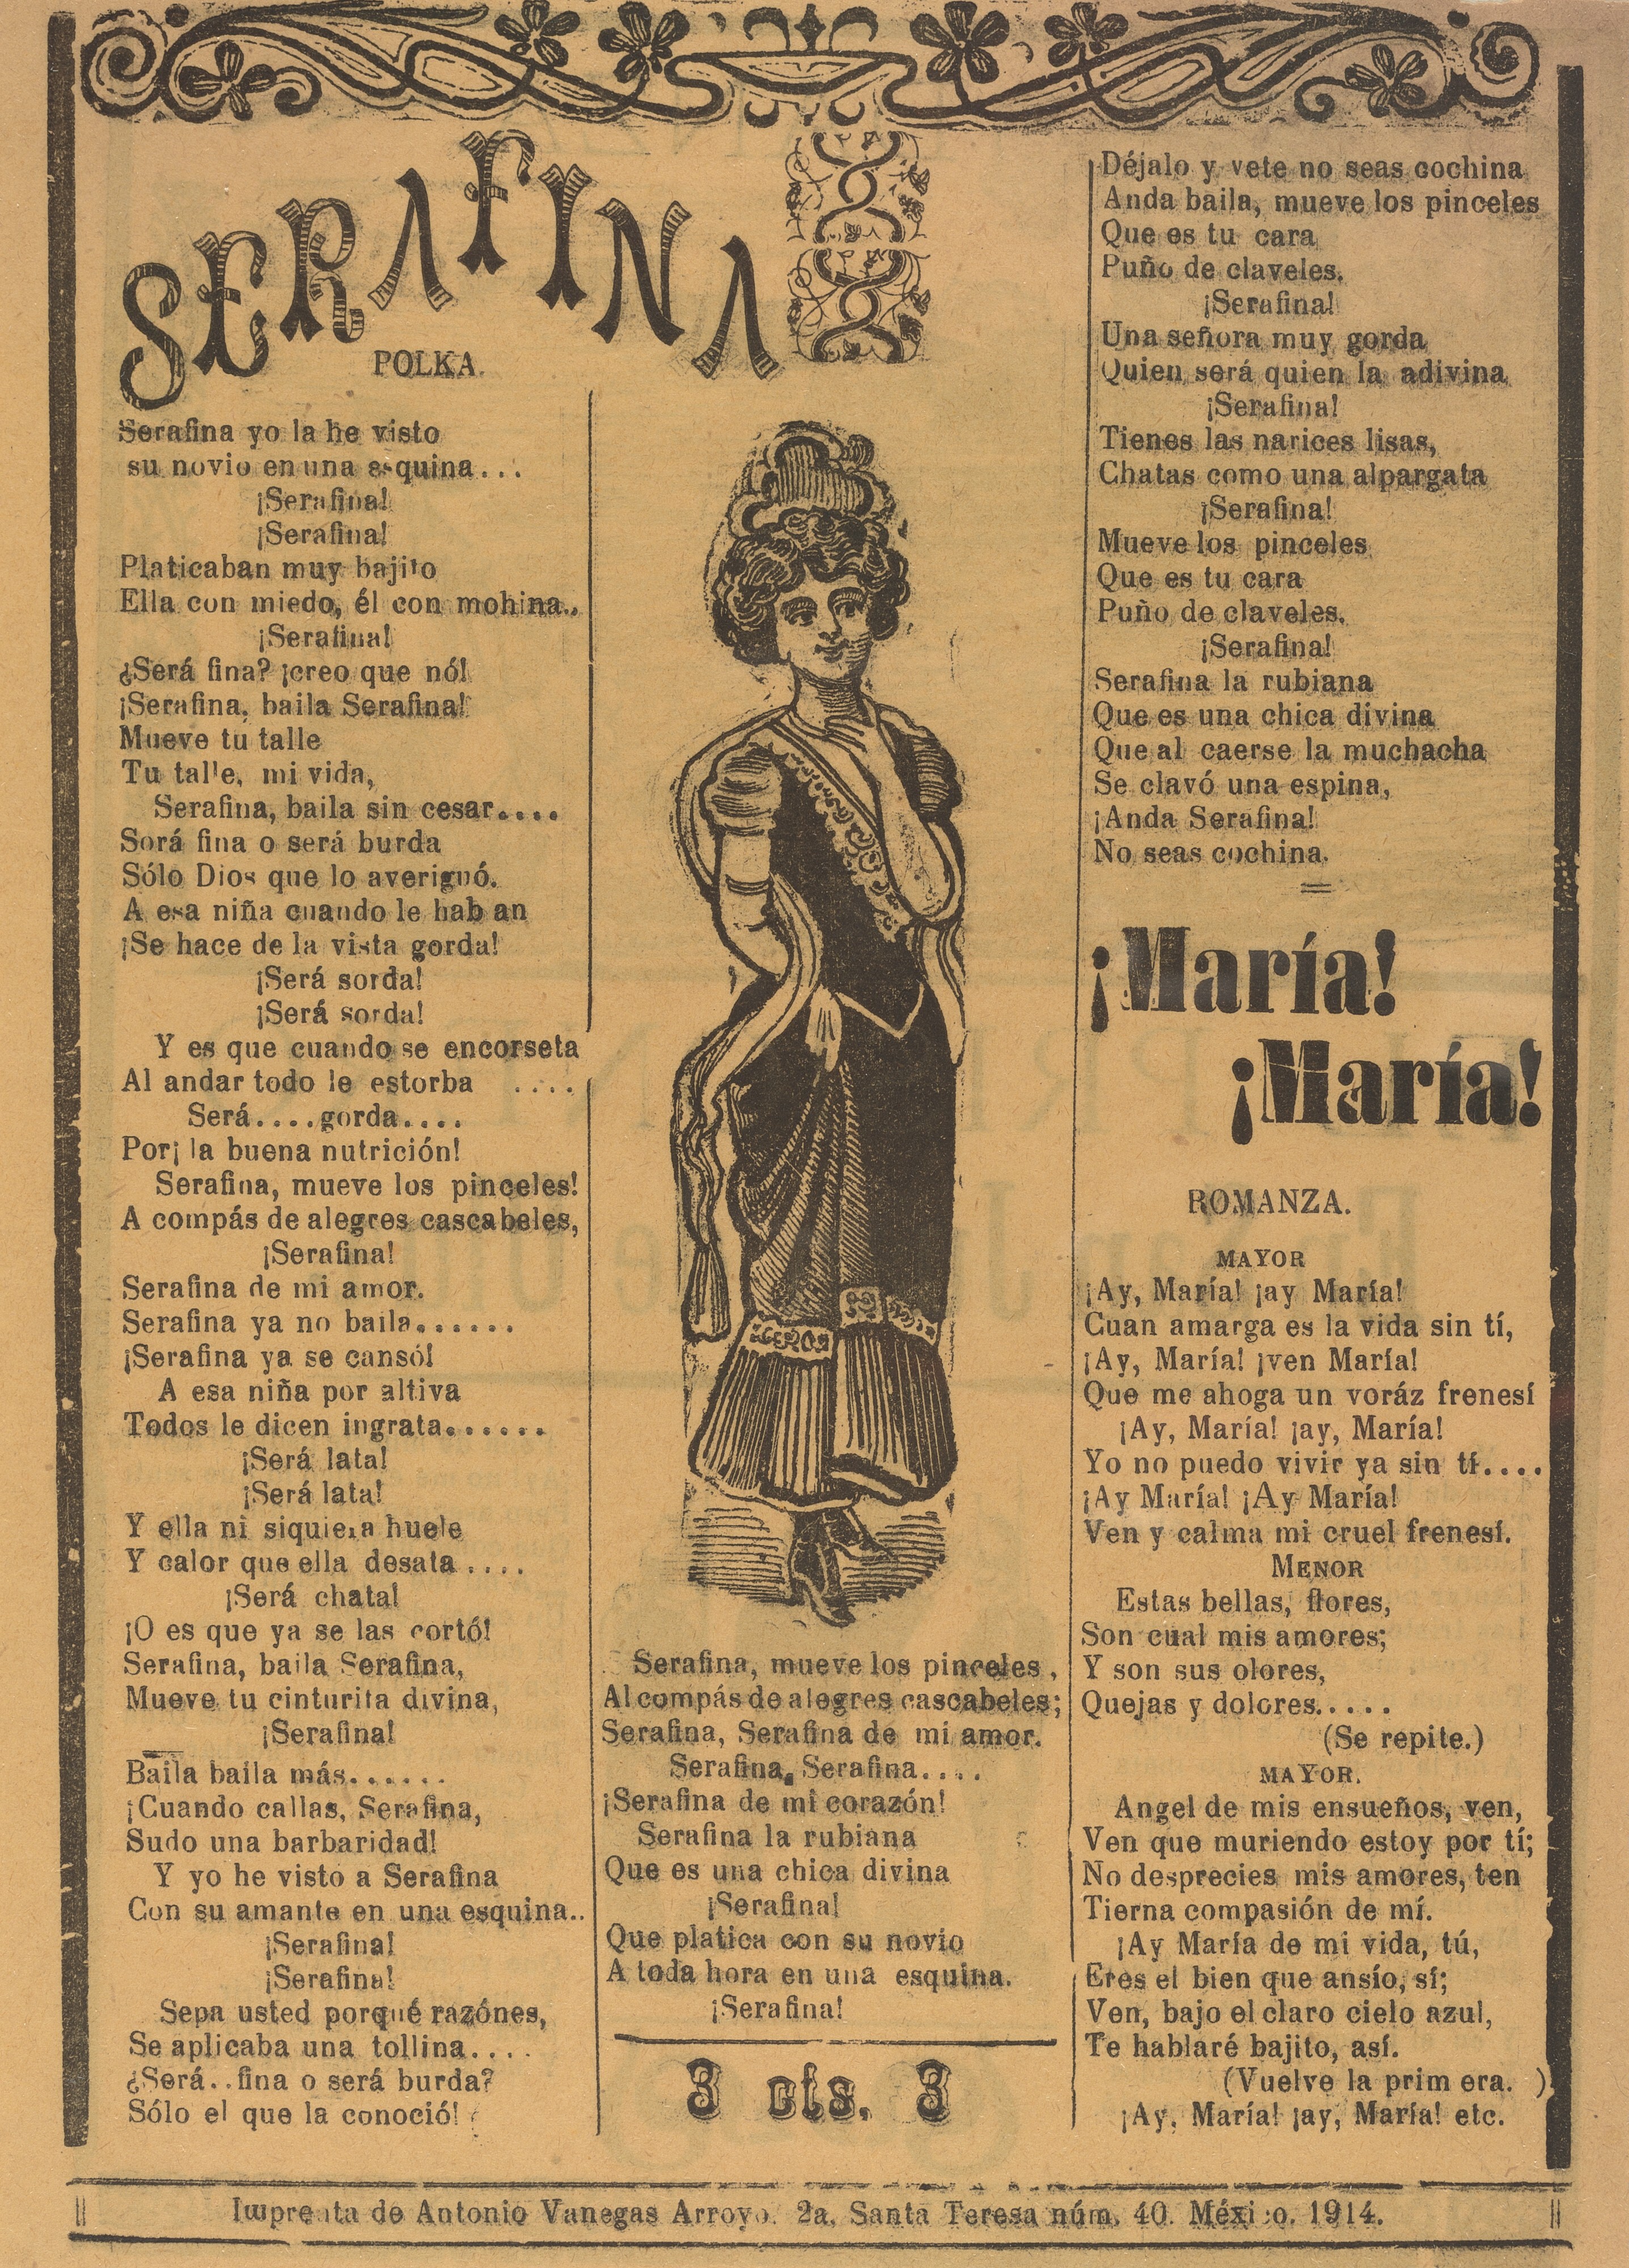 SERAFINA
POLKA.
Serafina yo la he visto
su novio en una esquina...
¡Serafina!
¡Serafina!
Platicaban muy bajito
Ella con miedo, él con mohina..
¡Serafina!
¿Será fina? ¡creo que nó!
¡Serafina, baila Serafina!
Mueve tu talle
Tu talle, mi vida,
Serafina, baila sin cesar....
Sorá fina o será burda
Sólo Dios que lo averiguó.
A esa niña cuando le hab an
¡Se hace de la vista gorda!
¡Será sorda!
¡Será sorda!
Y es que cuando se encorseta
Al andar todo le estorba ....
Será....gorda....
Por¡ la buena nutrición!
Serafina, mueve los pinceles!
A compás de alegres cascabeles,
¡Serafina!
Serafina de mi amor.
Serafina ya no baila......
¡Serafina ya se cansó!
A esa niña por altiva
Todos le dicen ingrata......
¡Será lata!
¡Será lata!
Y ella ni siquiera huele
Y calor que ella desata ....
¡Será chata!
¡O es que ya se las cortó!
Serafina, baila Serafina,
Mueve tu cinturita divina,
¡Serafina!
Baila baila más......
¡Cuando callas, Serafina,
Sudo una barbaridad!
Y yo he visto a Serafina
Con su amante en una esquina..
¡Serafina!
¡Serafina!
Sepa usted porqué razónes,
Se aplicaba una tollina....
¿Será..fina o será burda?
Sólo el que la conoció!
Serafina, mueve los pinceles,
Al compás de alegres cascabeles;
Serafina, Serafina de mi amor.
Serafina, Serafina....
¡Serafina de mi corazón!
Serafina la rubiana
Que es una chica divina
¡Serafina!
Que platica con su novio
A toda hora en una esquina.
¡Serafina!
3 cts. 3
Déjalo y vete no seas cochina
Anda baila, mueve los pinceles
Que es tu cara
Puño de claveles.
¡Serafina!
Una señora muy gorda
Quien será quien la adivina
¡Serafina!
Tienes las narices lisas,
Chatas como una alpargata
¡Serafina!
Mueve los pinceles
Que es tu cara
Puño de claveles.
¡Serafina!
Serafina la rubiana
Que es una chica divina
Que al caerse la muchacha
Se clavó una espina,
¡Anda Serafina!
No seas cochina.
¡María!
¡María!
ROMANZA.
MAYOR
¡Ay, María! ¡ay María!
Cuan amarga es la vida sin tí,
¡Ay, María! ¡ven María!
Que me ahoga un voráz frenesí
¡Ay, María! ¡ay, María!
Yo no puedo vivir ya sin tí....
¡Ay María! ¡Ay María!
Ven y calma mi cruel frenesí.
MENOR
Estas bellas, flores,
Son cual mis amores;
Y son sus olores,
Quejas y dolores.....
(Se repite.)
MAYOR.
Angel de mis ensueños, ven,
Ven que muriendo estoy por tí;
No desprecies mis amores, ten
Tierna compasión de mí.
¡Ay María de mi vida, tú,
Eres el bien que ansío, sí;
Ven, bajo el claro cielo azul,
Te hablaré bajito, así.
(Vuelve la prim era. )
¡Ay, María! ¡ay, María! etc.
Imprenta de Antonio Vanegas Arroyo. 2a. Santa Teresa núm. 40. México. 1914.